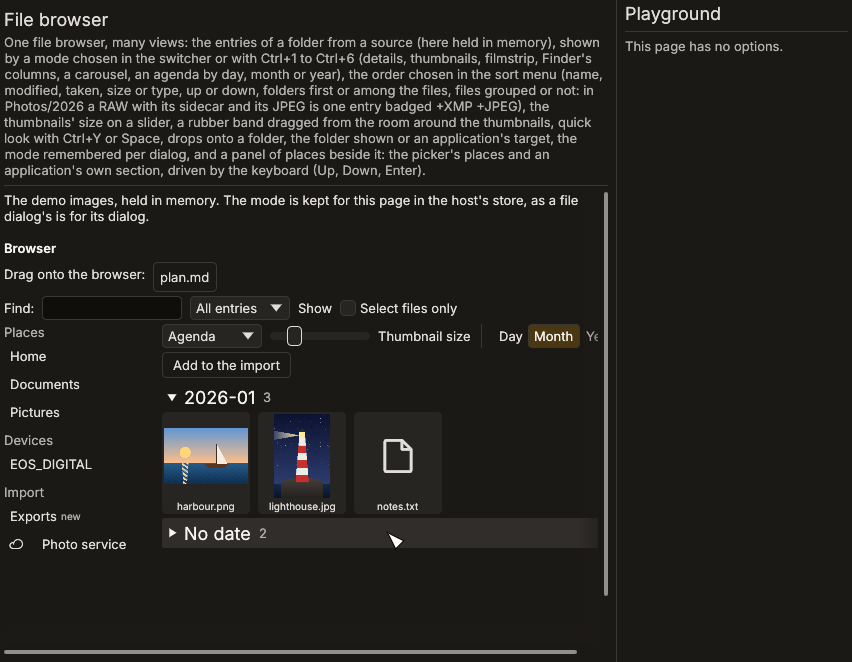 File browser
One file browser, many views: the entries of a folder from a source (here held in memory), shown
by a mode chosen in the switcher or with Ctrl+1 to Ctrl+6 (details, thumbnails, filmstrip, Finder's
columns, a carousel, an agenda by day, month or year), the order chosen in the sort menu (name,
modified, taken, size or type, up or down, folders first or among the files, files grouped or not: in
Photos/2026 a RAW with its sidecar and its JPEG is one entry badged +XMP +JPEG), the
thumbnails' size on a slider, a rubber band dragged from the room around the thumbnails, quick
look with Ctrl+Y or Space, drops onto a folder, the folder shown or an application's target, the
mode remembered per dialog, and a panel of places beside it: the picker's places and an
application's own section, driven by the keyboard (Up, Down, Enter).
The demo images, held in memory. The mode is kept for this page in the host's store, as a file
dialog's is for its dialog.
Browser
Drag onto the browser: plan.md
Find: All entries Show Select files only
Places
Agenda Thumbnail size Day Month Ye
Home
Add to the import
Documents
2026-01 3
Pictures
Devices
EOS_DIGITAL
Import
harbour.png lighthouse.jpg notes.txt
Exports new
No date 2
Photo service
Playground
This page has no options.